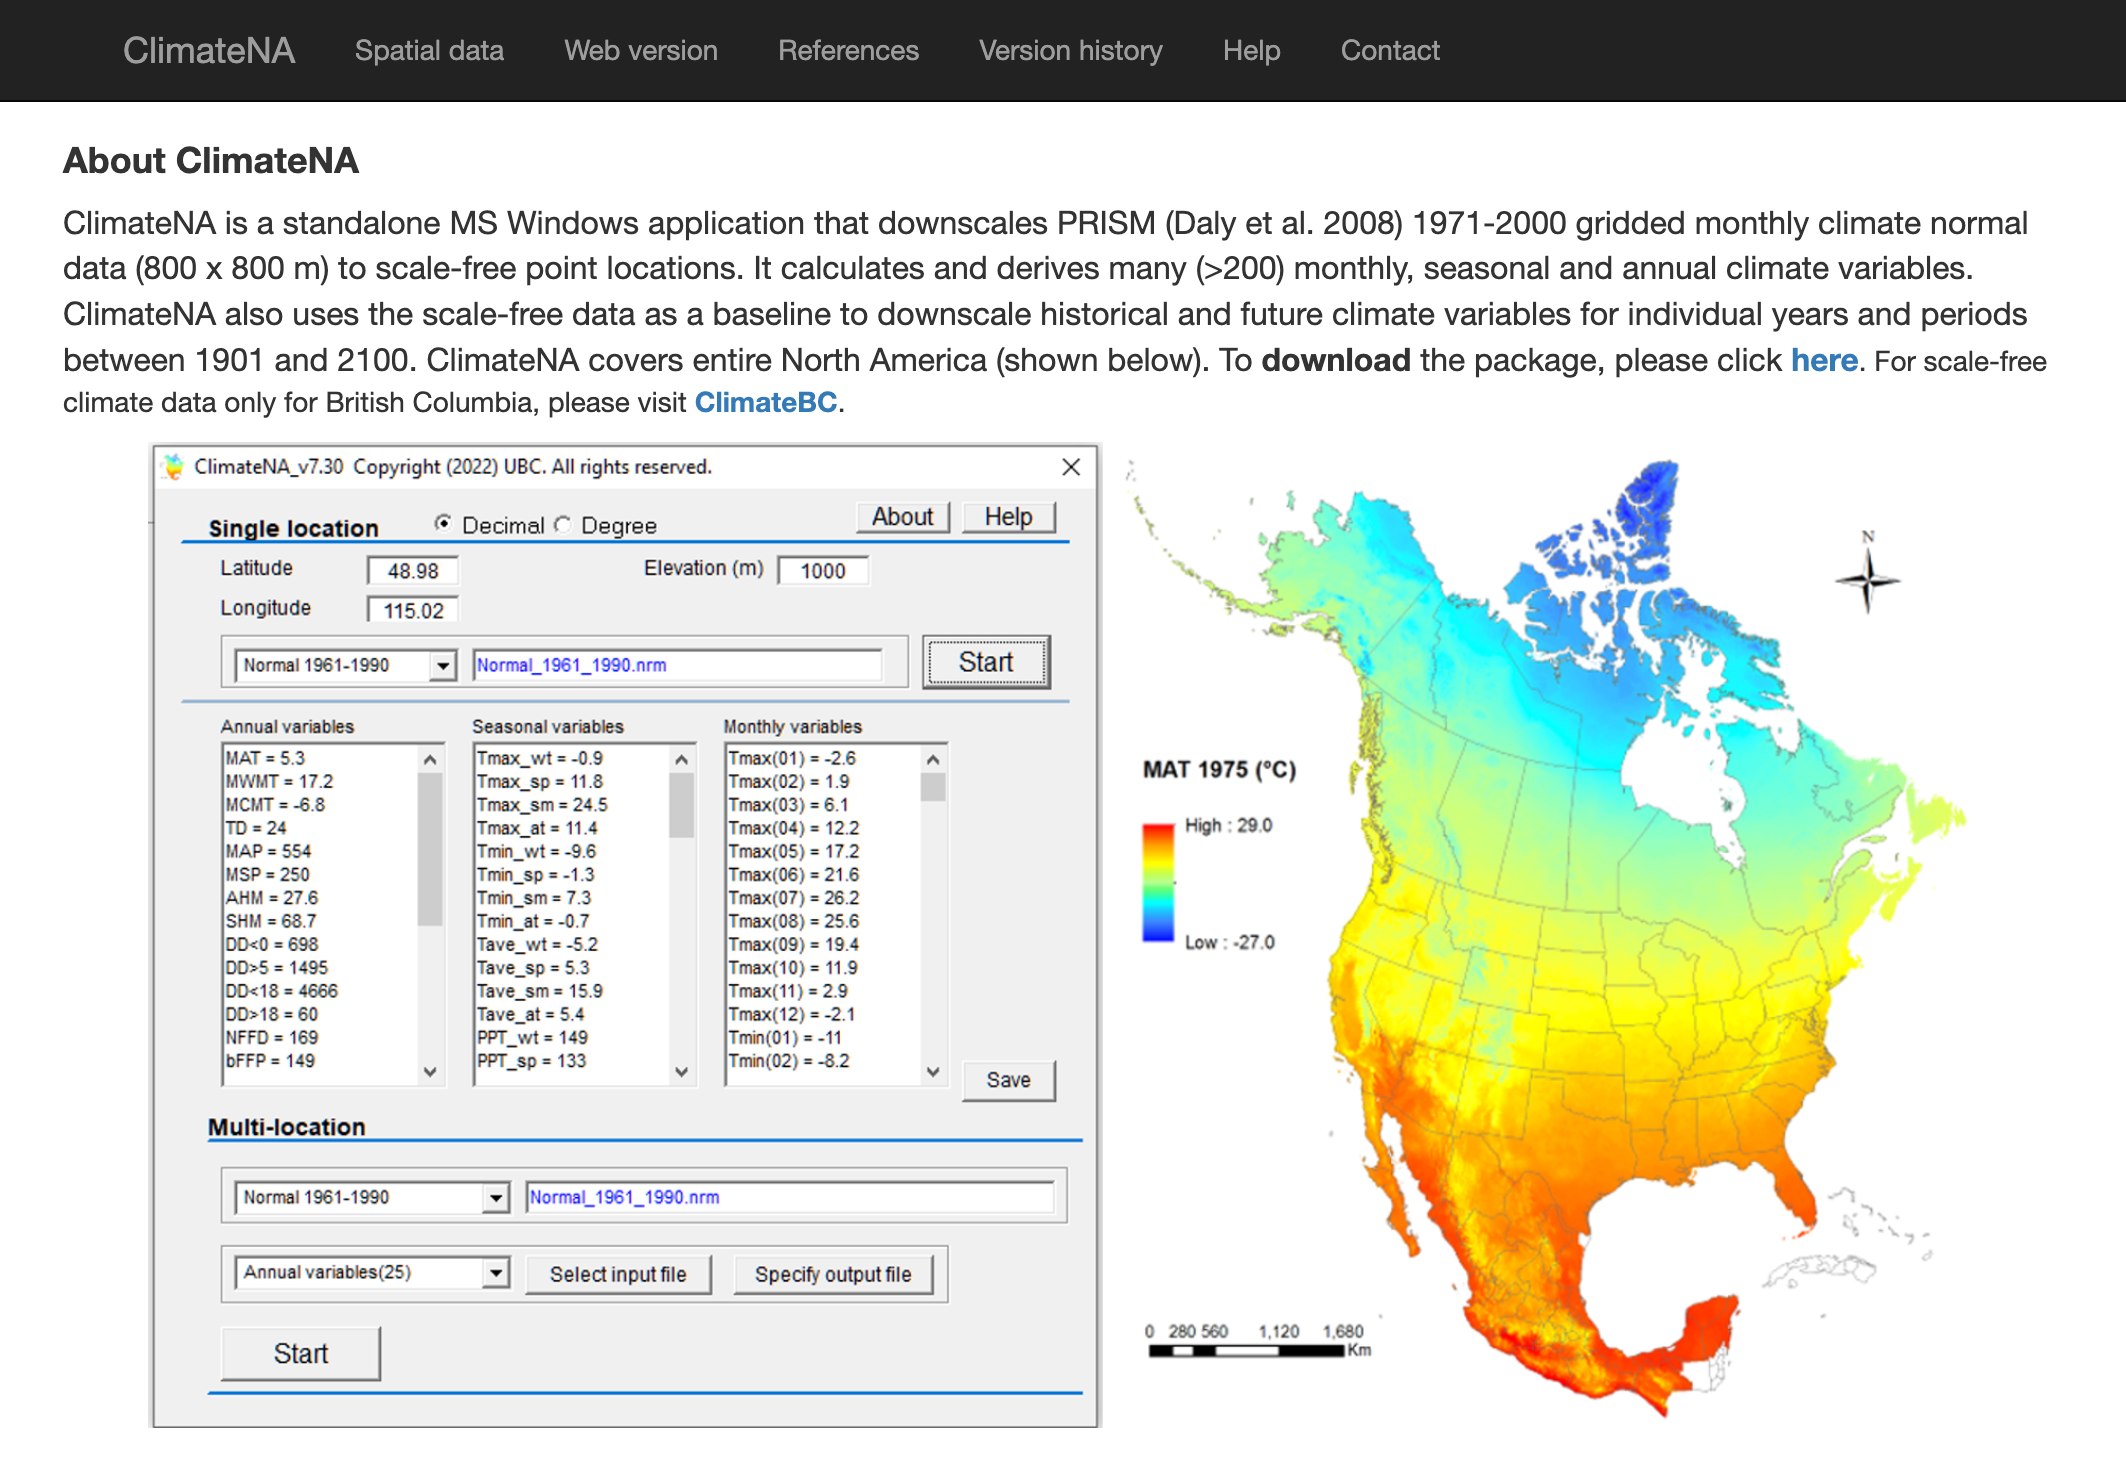 ClimateNA Spatial data Web version References Version history Help Contact
About ClimateNA
ClimateNA is a standalone MS Windows application that downscales PRISM (Daly et al. 2008) 1971-2000 gridded monthly climate normal
data (800 x 800 m) to scale-free point locations. It calculates and derives many (>200) monthly, seasonal and annual climate variables.
ClimateNA also uses the scale-free data as a baseline to downscale historical and future climate variables for individual years and periods
between 1901 and 2100. ClimateNA covers entire North America (shown below). To download the package, please click here. For scale-free
climate data only for British Columbia, please visit ClimateBC.
ClimateNA_v7.30 Copyright (2022) UBC. All rights reserved.
Single location Decimal Degree About Help
Latitude 48.98 Elevation (m) 1000
Longitude 115.02
Normal 1961-1990 Normal_1961_1990.nrm Start
Annual variables
MAT = 5.3
MWMT = 17.2
MCMT = -6.8
TD = 24
MAP = 554
MSP = 250
AHM = 27.6
SHM = 68.7
DD<0 = 698
DD>5 = 1495
DD<18 = 4666
DD>18 = 60
NFFD = 169
bFFP = 149
Seasonal variables
Tmax_wt = -0.9
Tmax_sp = 11.8
Tmax_sm = 24.5
Tmax_at = 11.4
Tmin_wt = -9.6
Tmin_sp = -1.3
Tmin_sm = 7.3
Tmin_at = -0.7
Tave_wt = -5.2
Tave_sp = 5.3
Tave_sm = 15.9
Tave_at = 5.4
PPT_wt = 149
PPT_sp = 133
Monthly variables
Tmax(01) = -2.6
Tmax(02) = 1.9
Tmax(03) = 6.1
Tmax(04) = 12.2
Tmax(05) = 17.2
Tmax(06) = 21.6
Tmax(07) = 26.2
Tmax(08) = 25.6
Tmax(09) = 19.4
Tmax(10) = 11.9
Tmax(11) = 2.9
Tmax(12) = -2.1
Tmin(01) = -11
Tmin(02) = -8.2
Save
Multi-location
Normal 1961-1990 Normal_1961_1990.nrm
Annual variables(25) Select input file Specify output file
Start
N
MAT 1975 (°C)
High : 29.0
Low : -27.0
0 280 560 1,120 1,680
Km